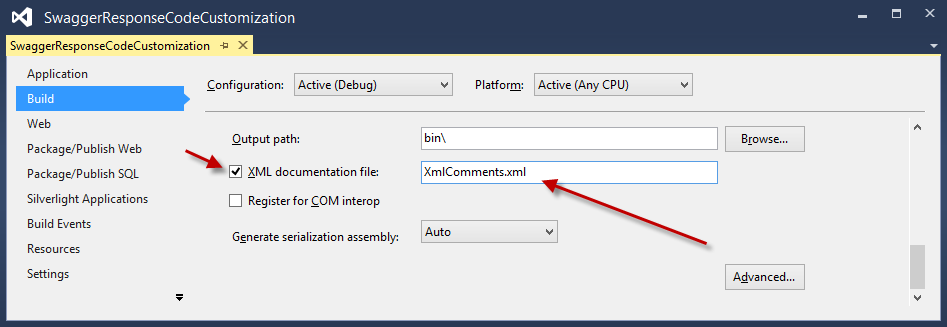 SwaggerResponseCodeCustomization
SwaggerResponseCodeCustomization
Application
Build
Web
Package/Publish Web
Package/Publish SQL
Silverlight Applications
Build Events
Resources
Settings
Configuration: Active (Debug) Platform: Active (Any CPU)
Output path: bin\ Browse...
XML documentation file: XmlComments.xml
Register for COM interop
Generate serialization assembly: Auto
Advanced...